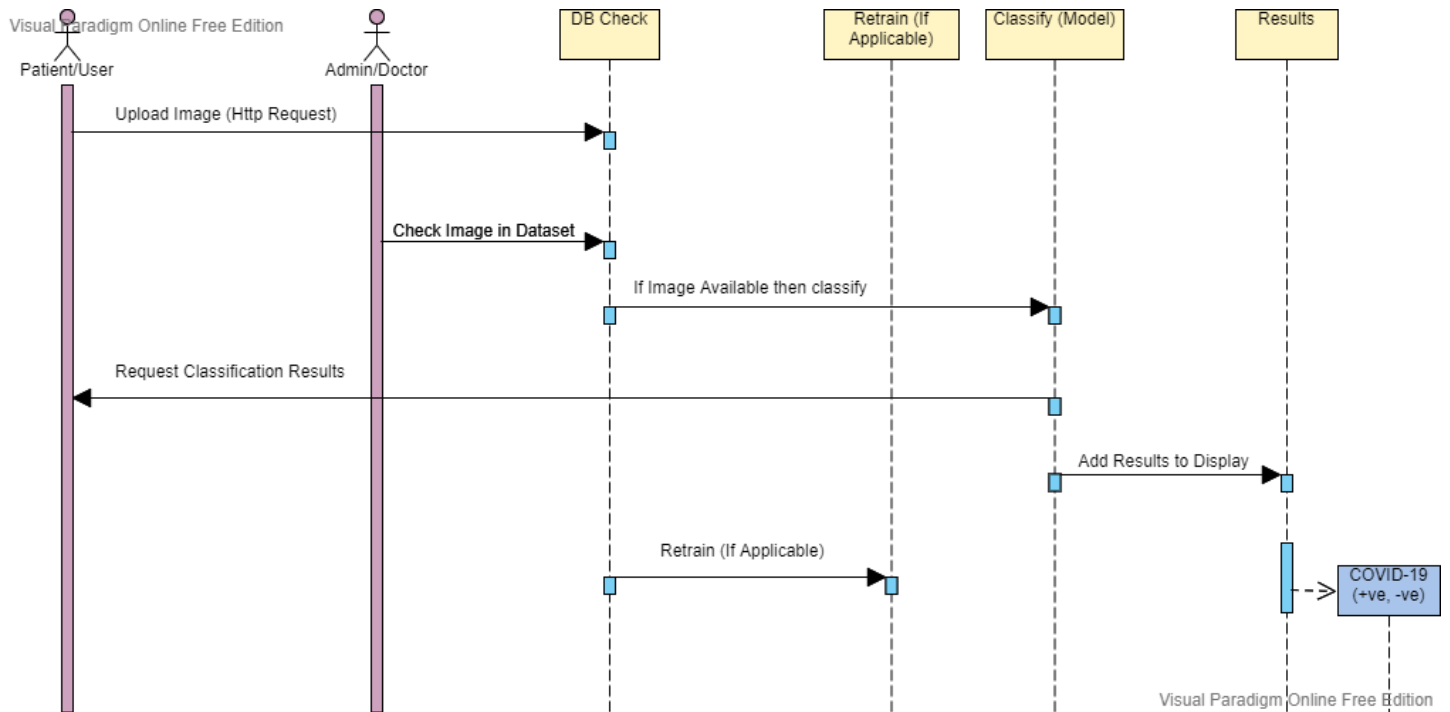 Visual Paradigm Online Free Edition
Patient/User
Admin/Doctor
DB Check
Retrain (If
Applicable)
Classify (Model)
Results
Upload Image (Http Request)
Check Image in Dataset
If Image Available then classify
Request Classification Results
Add Results to Display
Retrain (If Applicable)
COVID-19
(+ve, -ve)
Visual Paradigm Online Free Edition